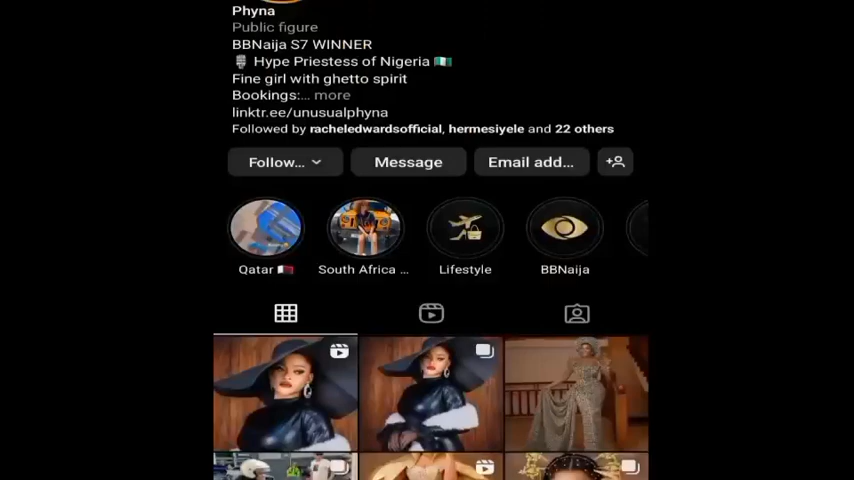 Phyna
Public figure
BBNaija S7 WINNER
🎙️ Hype Priestess of Nigeria 🇳🇬
Fine girl with ghetto spirit
Bookings:... more
linktr.ee/unusualphyna
Followed by racheledwardsofficial, hermesiyele and 22 others
Follow...
Message
Email add...
Qatar 🇶🇦
South Africa ...
Lifestyle
BBNaija